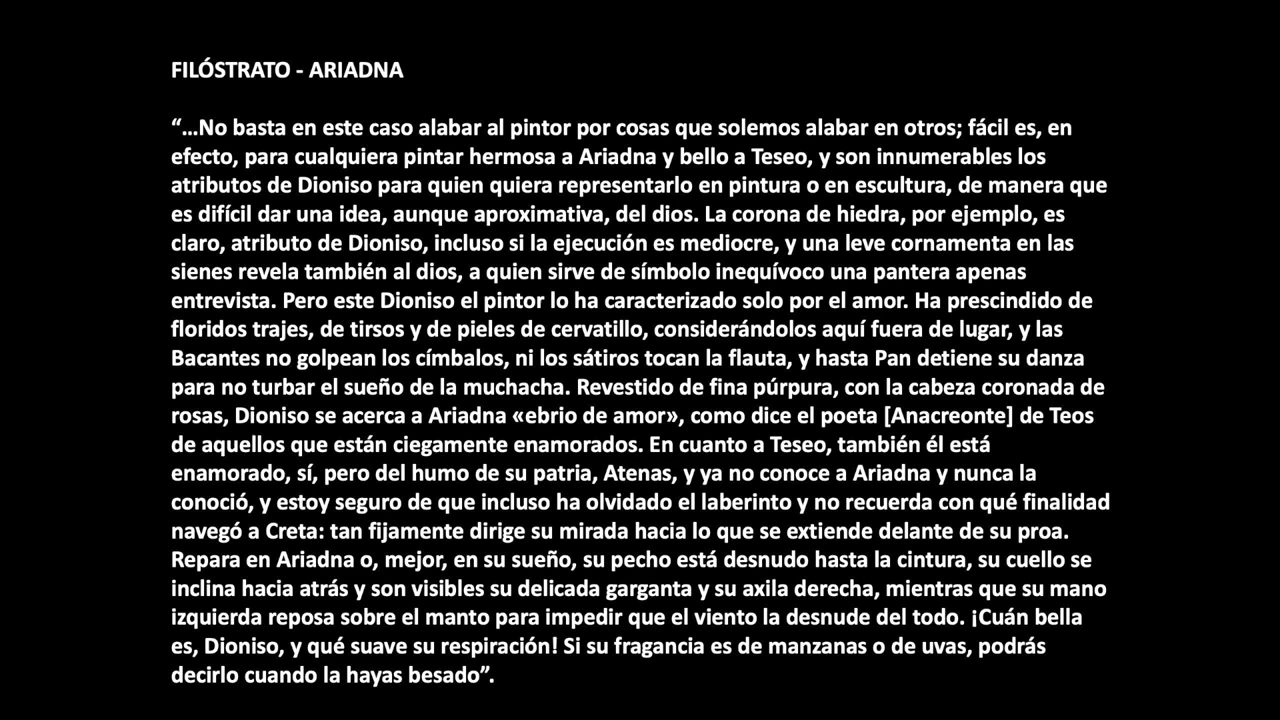 FILÓSTRATO - ARIADNA
“…No basta en este caso alabar al pintor por cosas que solemos alabar en otros; fácil es, en
efecto, para cualquiera pintar hermosa a Ariadna y bello a Teseo, y son innumerables los
atributos de Dioniso para quien quiera representarlo en pintura o en escultura, de manera que
es difícil dar una idea, aunque aproximativa, del dios. La corona de hiedra, por ejemplo, es
claro, atributo de Dioniso, incluso si la ejecución es mediocre, y una leve cornamenta en las
sienes revela también al dios, a quien sirve de símbolo inequívoco una pantera apenas
entrevista. Pero este Dioniso el pintor lo ha caracterizado solo por el amor. Ha prescindido de
floridos trajes, de tirsos y de pieles de cervatillo, considerándolos aquí fuera de lugar, y las
Bacantes no golpean los címbalos, ni los sátiros tocan la flauta, y hasta Pan detiene su danza
para no turbar el sueño de la muchacha. Revestido de fina púrpura, con la cabeza coronada de
rosas, Dioniso se acerca a Ariadna «ebrio de amor», como dice el poeta [Anacreonte] de Teos
de aquellos que están ciegamente enamorados. En cuanto a Teseo, también él está
enamorado, sí, pero del humo de su patria, Atenas, y ya no conoce a Ariadna y nunca la
conoció, y estoy seguro de que incluso ha olvidado el laberinto y no recuerda con qué finalidad
navegó a Creta: tan fijamente dirige su mirada hacia lo que se extiende delante de su proa.
Repara en Ariadna o, mejor, en su sueño, su pecho está desnudo hasta la cintura, su cuello se
inclina hacia atrás y son visibles su delicada garganta y su axila derecha, mientras que su mano
izquierda reposa sobre el manto para impedir que el viento la desnude del todo. ¡Cuán bella
es, Dioniso, y qué suave su respiración! Si su fragancia es de manzanas o de uvas, podrás
decirlo cuando la hayas besado”.